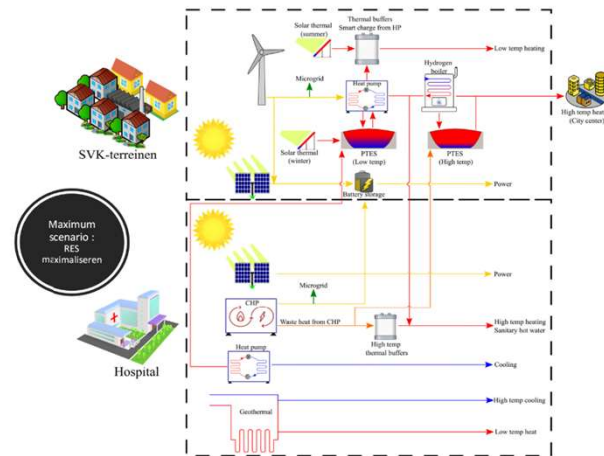 Solar thermal
(summer)
Thermal buffers
Smart charge from HP
Low temp heating
Microgrid
Heat pump
Hydrogen
boiler
High temp heat
(City center)
SVK-terreinen
Solar thermal
(winter)
PTES
(Low temp)
PTES
(High temp)
Battery storage
Power
Maximum
scenario :
RES
maximaliseren
Power
Microgrid
CHP
Waste heat from CHP
High temp
thermal buffers
High temp heating
Sanitary hot water
Hospital
Heat pump
Cooling
High temp cooling
Geothermal
Low temp heat